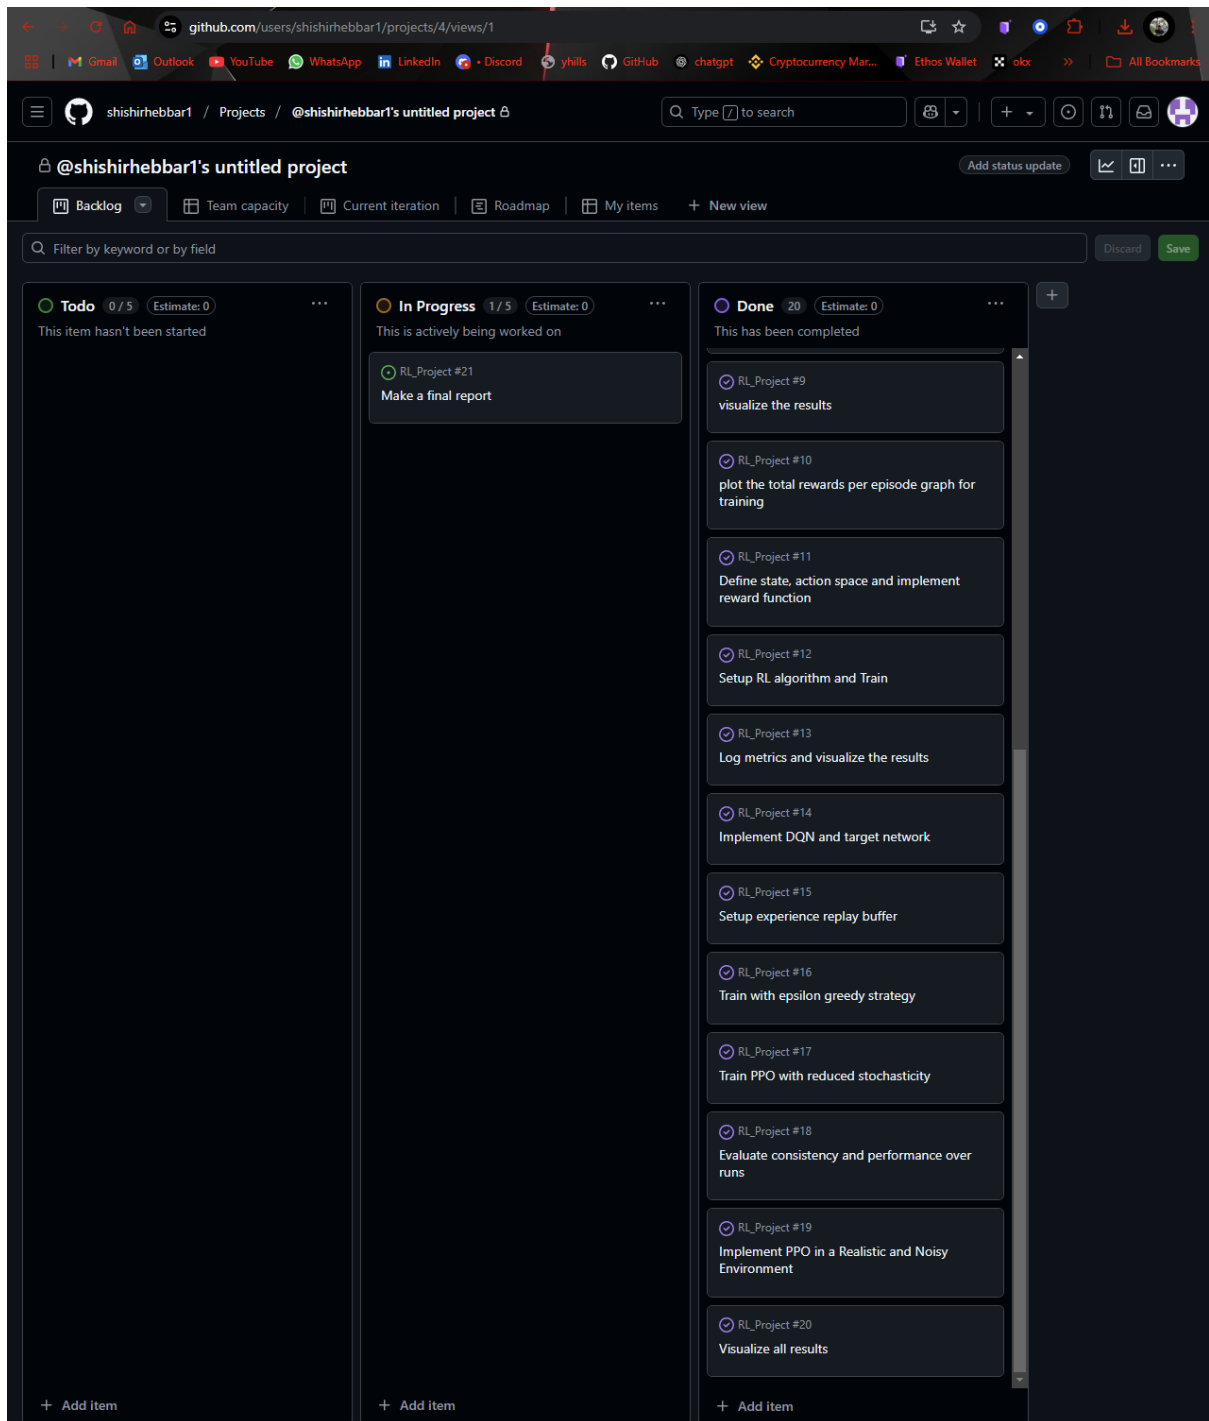 github.com/users/shishirhebbar1/projects/4/views/1
Gmail Outlook YouTube WhatsApp LinkedIn • Discord yhills GitHub chatgpt Cryptocurrency Mar... Ethos Wallet okx >> All Bookmarks
shishirhebbar1 / Projects / @shishirhebbar1's untitled project
Type / to search
@shishirhebbar1's untitled project
Add status update
Backlog Team capacity Current iteration Roadmap My items + New view
Filter by keyword or by field
Discard Save
Todo 0 / 5 Estimate: 0
This item hasn't been started
+ Add item
In Progress 1 / 5 Estimate: 0
This is actively being worked on
RL_Project #21
Make a final report
+ Add item
Done 20 Estimate: 0
This has been completed
RL_Project #9
visualize the results
RL_Project #10
plot the total rewards per episode graph for
training
RL_Project #11
Define state, action space and implement
reward function
RL_Project #12
Setup RL algorithm and Train
RL_Project #13
Log metrics and visualize the results
RL_Project #14
Implement DQN and target network
RL_Project #15
Setup experience replay buffer
RL_Project #16
Train with epsilon greedy strategy
RL_Project #17
Train PPO with reduced stochasticity
RL_Project #18
Evaluate consistency and performance over
runs
RL_Project #19
Implement PPO in a Realistic and Noisy
Environment
RL_Project #20
Visualize all results
+ Add item